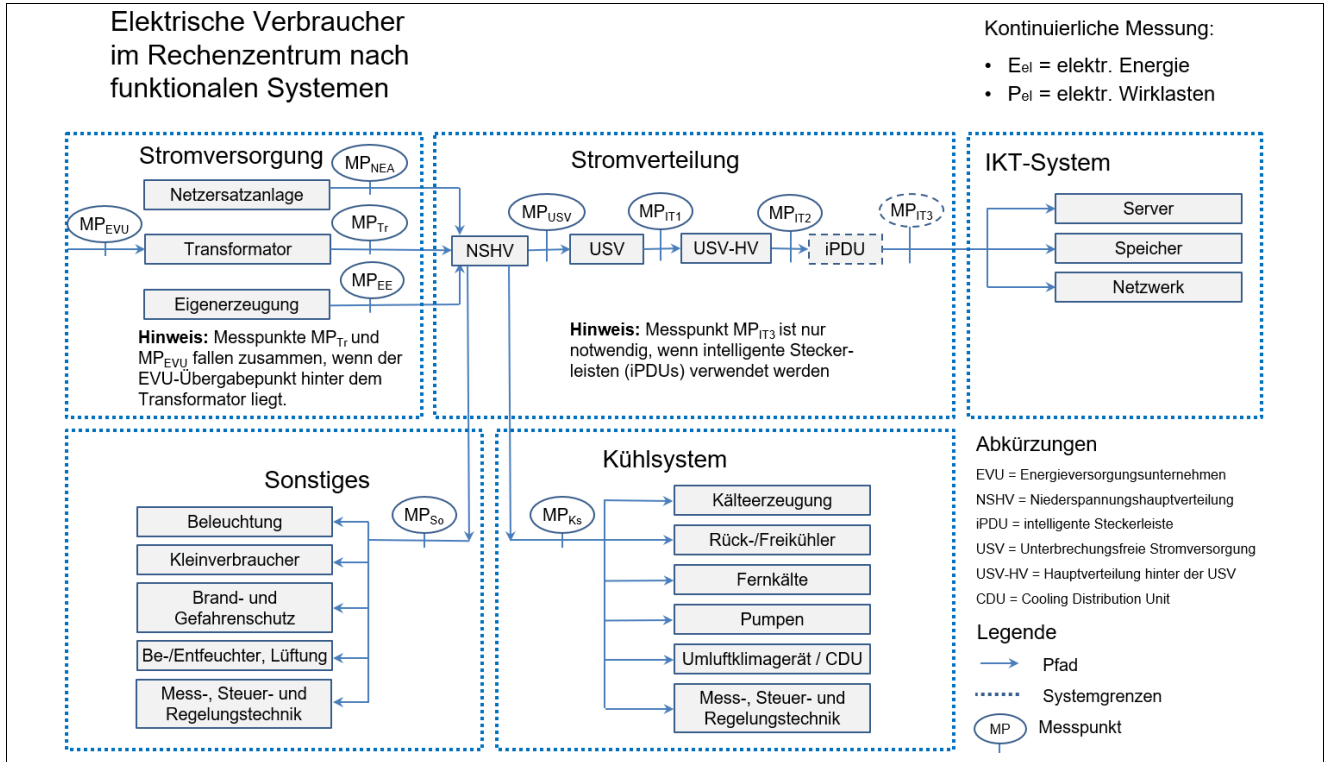 Elektrische Verbraucher
im Rechenzentrum nach
funktionalen Systemen
Kontinuierliche Messung:
• Eel = elektr. Energie
• Pel = elektr. Wirklasten
Stromversorgung
MPNEA
Netzersatzanlage
MPEVU
MPTr
Transformator
MPEE
Eigenerzeugung
Hinweis: Messpunkte MPTr und
MPEVU fallen zusammen, wenn der
EVU-Übergabepunkt hinter dem
Transformator liegt.
Stromverteilung
NSHV
MPUSV
USV
MPIT1
USV-HV
MPIT2
iPDU
MPIT3
Hinweis: Messpunkt MPIT3 ist nur
notwendig, wenn intelligente Stecker-
leisten (iPDUs) verwendet werden
IKT-System
Server
Speicher
Netzwerk
Sonstiges
MPSo
Beleuchtung
Kleinverbraucher
Brand- und
Gefahrenschutz
Be-/Entfeuchter, Lüftung
Mess-, Steuer- und
Regelungstechnik
Kühlsystem
MPKs
Kälteerzeugung
Rück-/Freikühler
Fernkälte
Pumpen
Umluftklimagerät / CDU
Mess-, Steuer- und
Regelungstechnik
Abkürzungen
EVU = Energieversorgungsunternehmen
NSHV = Niederspannungshauptverteilung
iPDU = intelligente Steckerleiste
USV = Unterbrechungsfreie Stromversorgung
USV-HV = Hauptverteilung hinter der USV
CDU = Cooling Distribution Unit
Legende
Pfad
Systemgrenzen
MP Messpunkt